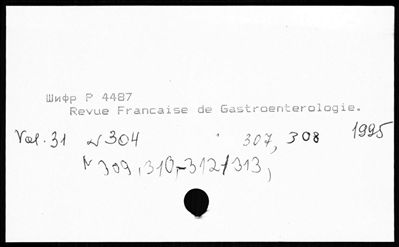 Шифр Р 4487
Revue Francaise de Gastroenterologie.
Vol. 31 N 304 307, 308 1995
N 309, 310, -312/313,